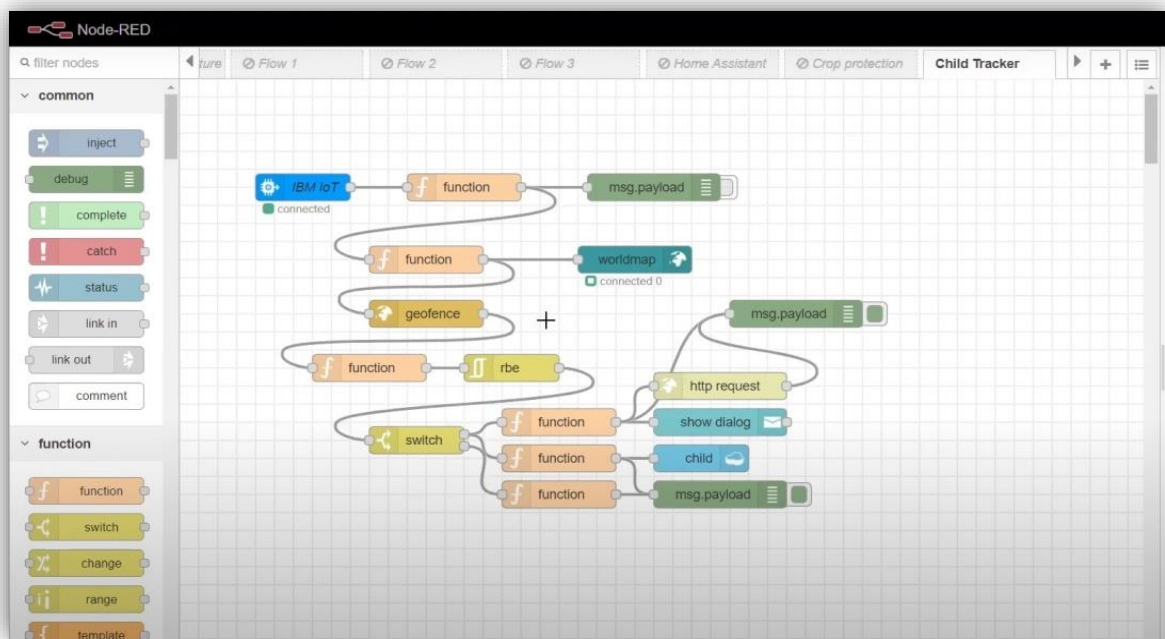 Node-RED
filter nodes
ture
Flow 1
Flow 2
Flow 3
Home Assistant
Crop protection
Child Tracker
common
inject
debug
complete
catch
status
link in
link out
comment
function
function
switch
change
range
template
IBM IoT
connected
function
msg.payload
function
worldmap
connected 0
geofence
msg.payload
function
rbe
http request
function
show dialog
switch
function
child
function
msg.payload